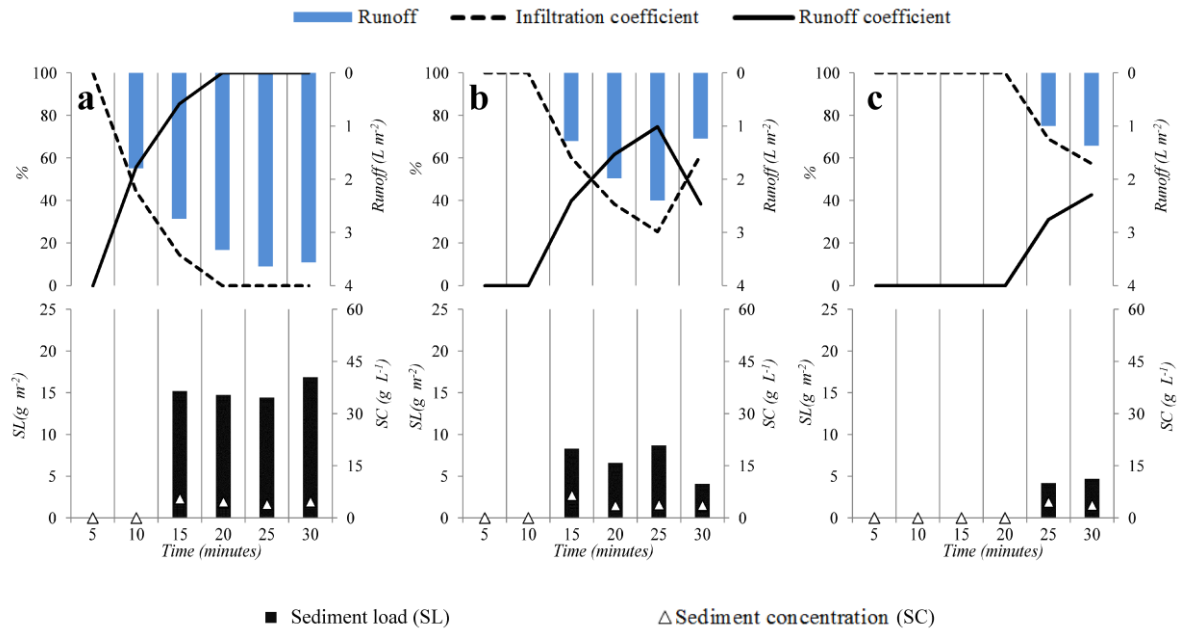 Runoff Infiltration coefficient Runoff coefficient
100 0 100 0 100 0
a b c
80 80 80
1 1 1
60 60 60
% Runoff (L m-2) % Runoff (L m-2) % Runoff (L m-2)
2 2 2
40 40 40
3 3 3
20 20 20
0 4 0 4 0 4
25 60 25 60 25 60
20 20 20
45 45 45
15 15 15
SL(g m-2) SC (g L-1) SL(g m-2) SC (g L-1) SL(g m-2) SC (g L-1)
30 30 30
10 10 10
15 15 15
5 5 5
0 0 0 0 0 0
5 10 15 20 25 30 5 10 15 20 25 30 5 10 15 20 25 30
Time (minutes) Time (minutes) Time (minutes)
Sediment load (SL) Sediment concentration (SC)